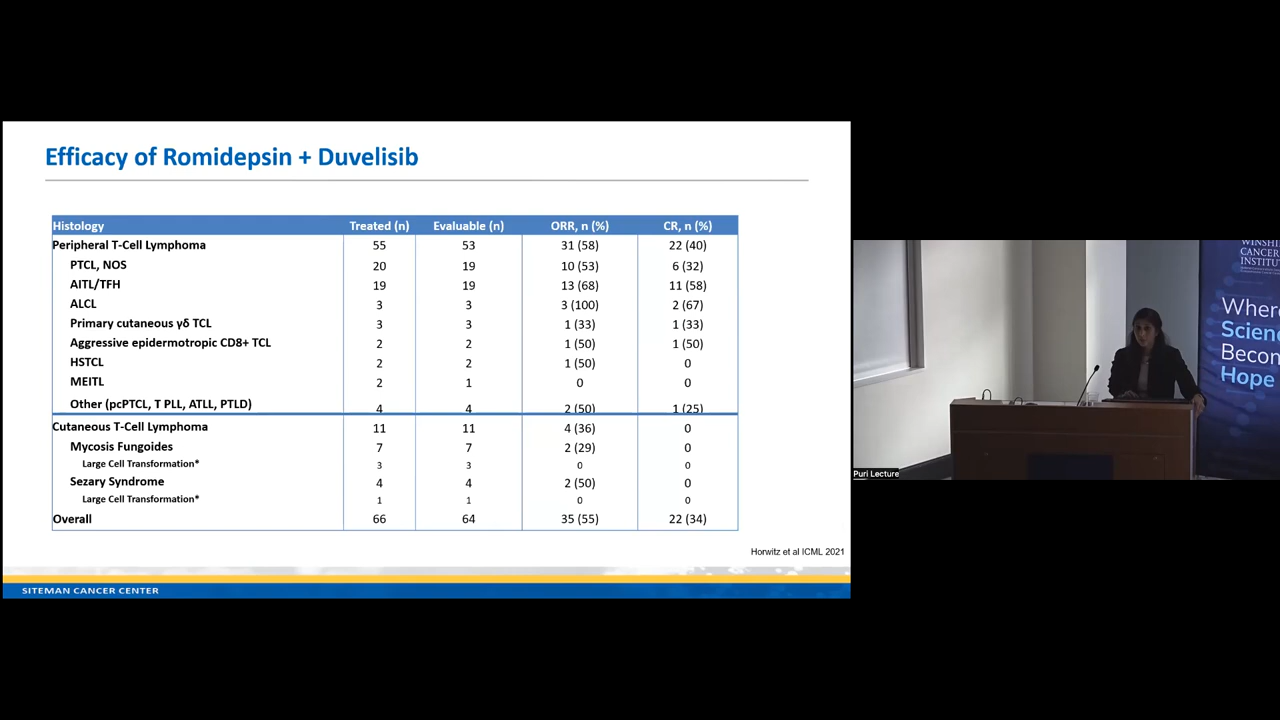 Efficacy of Romidepsin + Duvelisib
Histology Treated (n) Evaluable (n) ORR, n (%) CR, n (%)
Peripheral T-Cell Lymphoma 55 53 31 (58) 22 (40)
PTCL, NOS 20 19 10 (53) 6 (32)
AITL/TFH 19 19 13 (68) 11 (58)
ALCL 3 3 3 (100) 2 (67)
Primary cutaneous γδ TCL 3 3 1 (33) 1 (33)
Aggressive epidermotropic CD8+ TCL 2 2 1 (50) 1 (50)
HSTCL 2 2 1 (50) 0
MEITL 2 1 0 0
Other (pcPTCL, T PLL, ATLL, PTLD) 4 4 2 (50) 1 (25)
Cutaneous T-Cell Lymphoma 11 11 4 (36) 0
Mycosis Fungoides 7 7 2 (29) 0
Large Cell Transformation* 3 3 0 0
Sezary Syndrome 4 4 2 (50) 0
Large Cell Transformation* 1 1 0 0
Overall 66 64 35 (55) 22 (34)
Horwitz et al ICML 2021
SITEMAN CANCER CENTER
WINSHI
CANCER
INSTITU
Where
Scienc
Becom
Hope
Puri Lecture